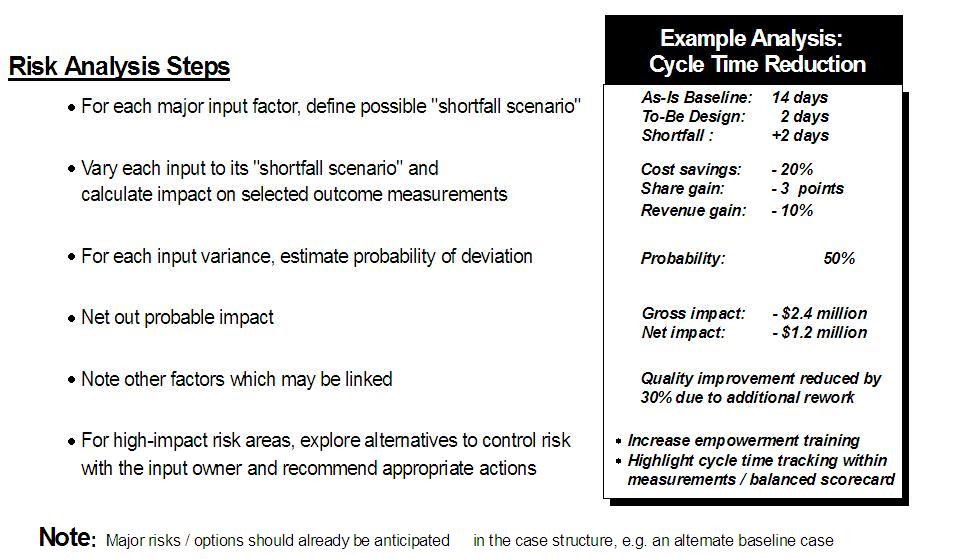 Risk Analysis Steps
• For each major input factor, define possible "shortfall scenario"
• Vary each input to its "shortfall scenario" and
calculate impact on selected outcome measurements
• For each input variance, estimate probability of deviation
• Net out probable impact
• Note other factors which may be linked
• For high-impact risk areas, explore alternatives to control risk
with the input owner and recommend appropriate actions
Example Analysis:
Cycle Time Reduction
As-Is Baseline: 14 days
To-Be Design: 2 days
Shortfall : +2 days
Cost savings: - 20%
Share gain: - 3 points
Revenue gain: - 10%
Probability: 50%
Gross impact: - $2.4 million
Net impact: - $1.2 million
Quality improvement reduced by
30% due to additional rework
• Increase empowerment training
• Highlight cycle time tracking within
measurements / balanced scorecard
Note: Major risks / options should already be anticipated in the case structure, e.g. an alternate baseline case